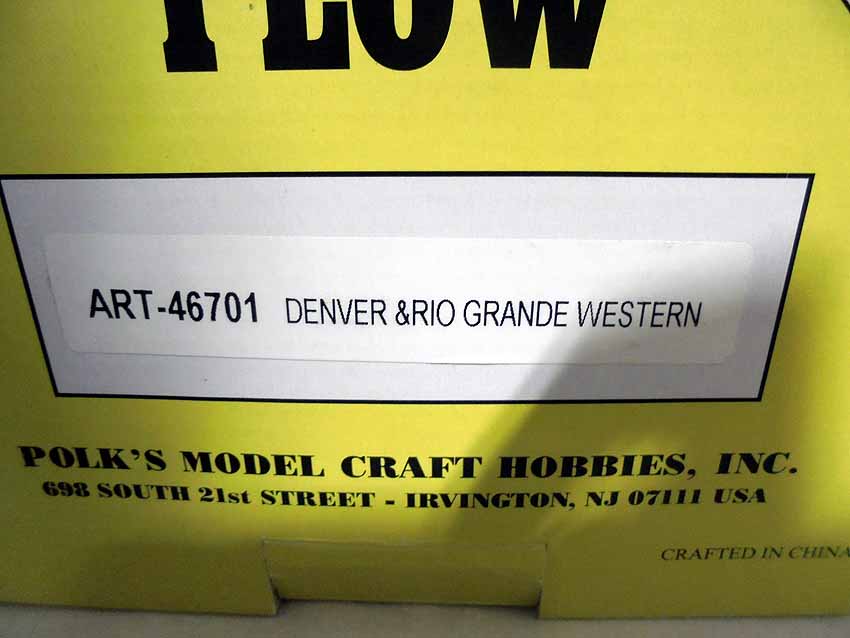 PLOW
ART-46701 DENVER &RIO GRANDE WESTERN
POLK'S MODEL CRAFT HOBBIES, INC.
698 SOUTH 21st STREET - IRVINGTON, NJ 07111 USA
CRAFTED IN CHINA